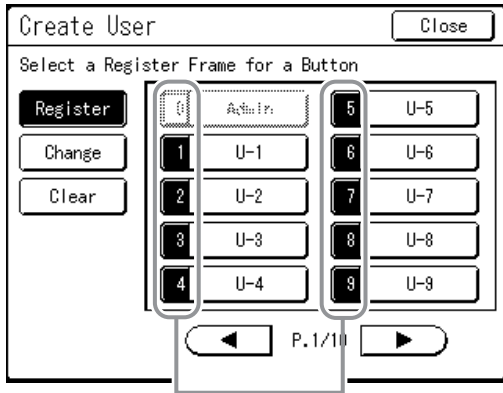 Create User
Close
Select a Register Frame for a Button
Register
Change
Clear
0 Admin
1 U-1
2 U-2
3 U-3
4 U-4
5 U-5
6 U-6
7 U-7
8 U-8
9 U-9
P.1/10